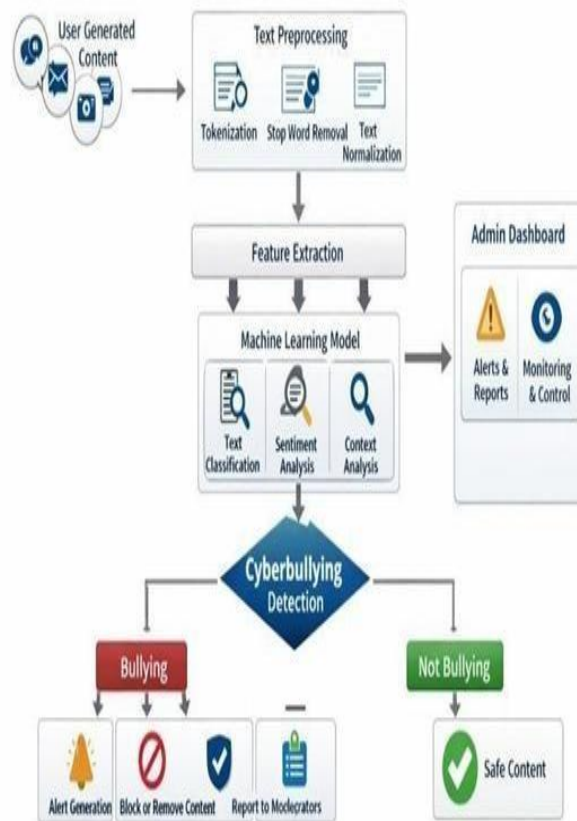 User Generated
Content
Text Preprocessing
Tokenization
Stop Word Removal
Text
Normalization
Feature Extraction
Admin Dashboard
Alerts &
Reports
Monitoring
& Control
Machine Learning Model
Text
Classification
Sentiment
Analysis
Context
Analysis
Cyberbullying
Detection
Bullying
Not Bullying
Alert Generation
Block or Remove Content
Report to Moclecrators
Safe Content